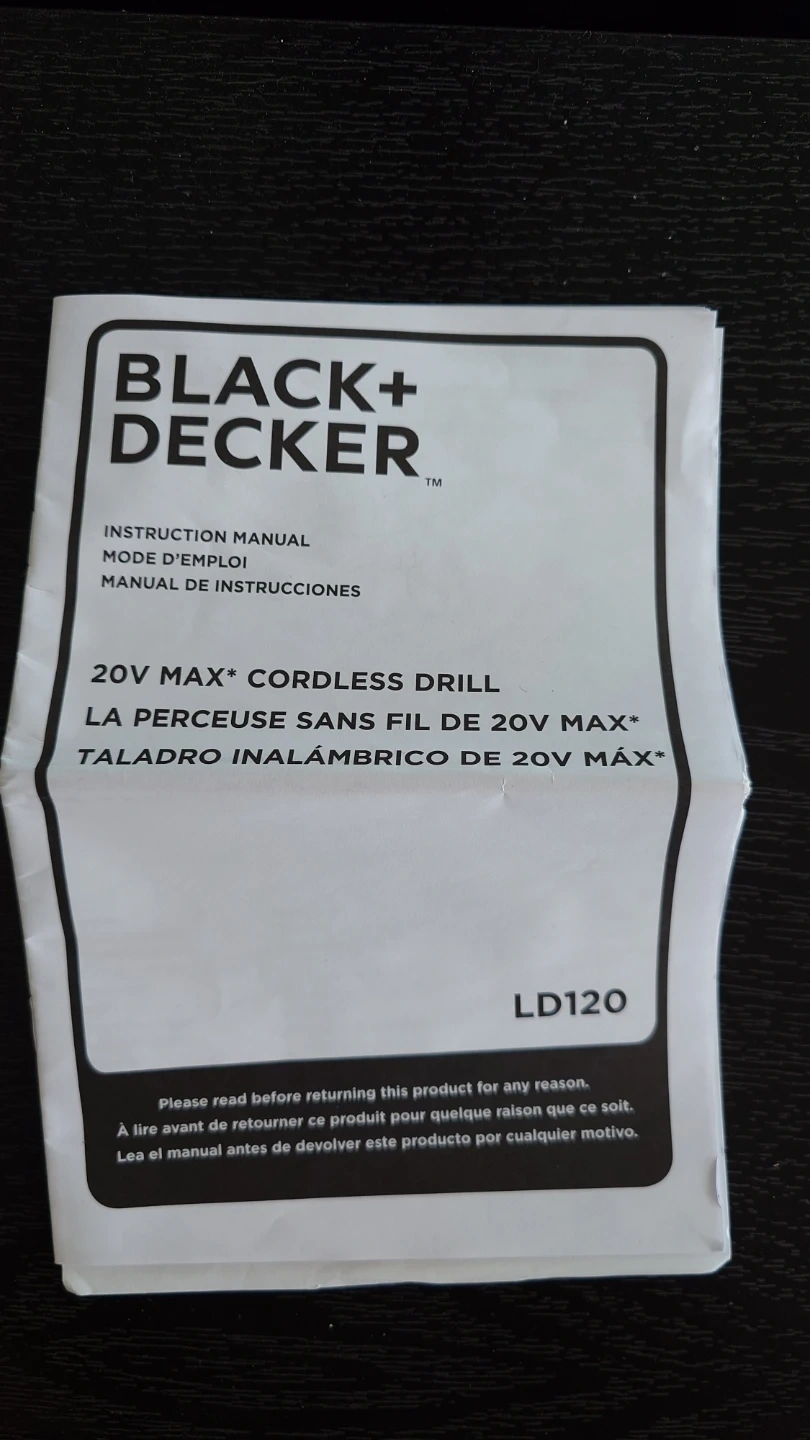 BLACK+
DECKER™
INSTRUCTION MANUAL
MODE D'EMPLOI
MANUAL DE INSTRUCCIONES
20V MAX* CORDLESS DRILL
LA PERCEUSE SANS FIL DE 20V MAX*
TALADRO INALÁMBRICO DE 20V MÁX*
LD120
Please read before returning this product for any reason.
À lire avant de retourner ce produit pour quelque raison que ce soit.
Lea el manual antes de devolver este producto por cualquier motivo.